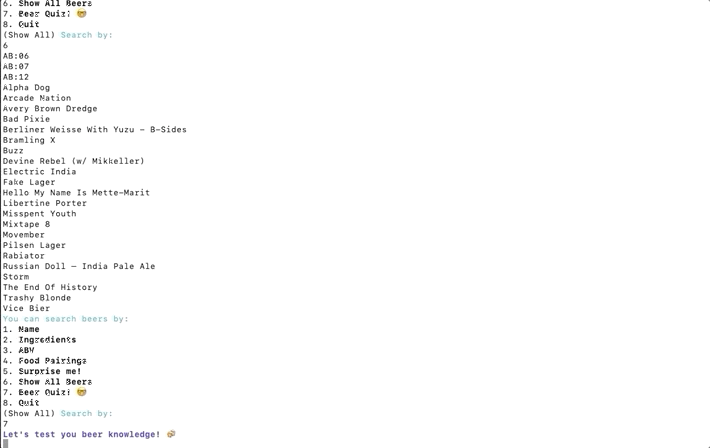 6. Show All Beers
7. Beer Quiz! 🤓
8. Quit
(Show All) Search by:
6
AB:06
AB:07
AB:12
Alpha Dog
Arcade Nation
Avery Brown Dredge
Bad Pixie
Berliner Weisse With Yuzu - B-Sides
Bramling X
Buzz
Devine Rebel (w/ Mikkeller)
Electric India
Fake Lager
Hello My Name Is Mette-Marit
Libertine Porter
Misspent Youth
Mixtape 8
Movember
Pilsen Lager
Rabiator
Russian Doll – India Pale Ale
Storm
The End Of History
Trashy Blonde
Vice Bier
You can search beers by:
1. Name
2. Ingredients
3. ABV
4. Food Pairings
5. Surprise me!
6. Show All Beers
7. Beer Quiz! 🤓
8. Quit
(Show All) Search by:
7
Let's test you beer knowledge! 🍻